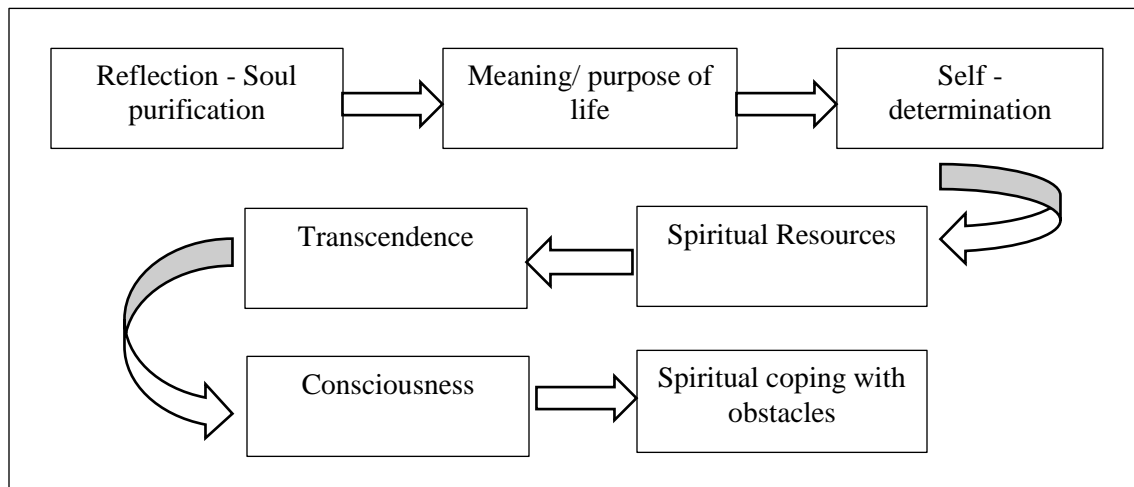 Reflection - Soul
purification
Meaning/ purpose of
life
Self -
determination
Spiritual Resources
Transcendence
Consciousness
Spiritual coping with
obstacles